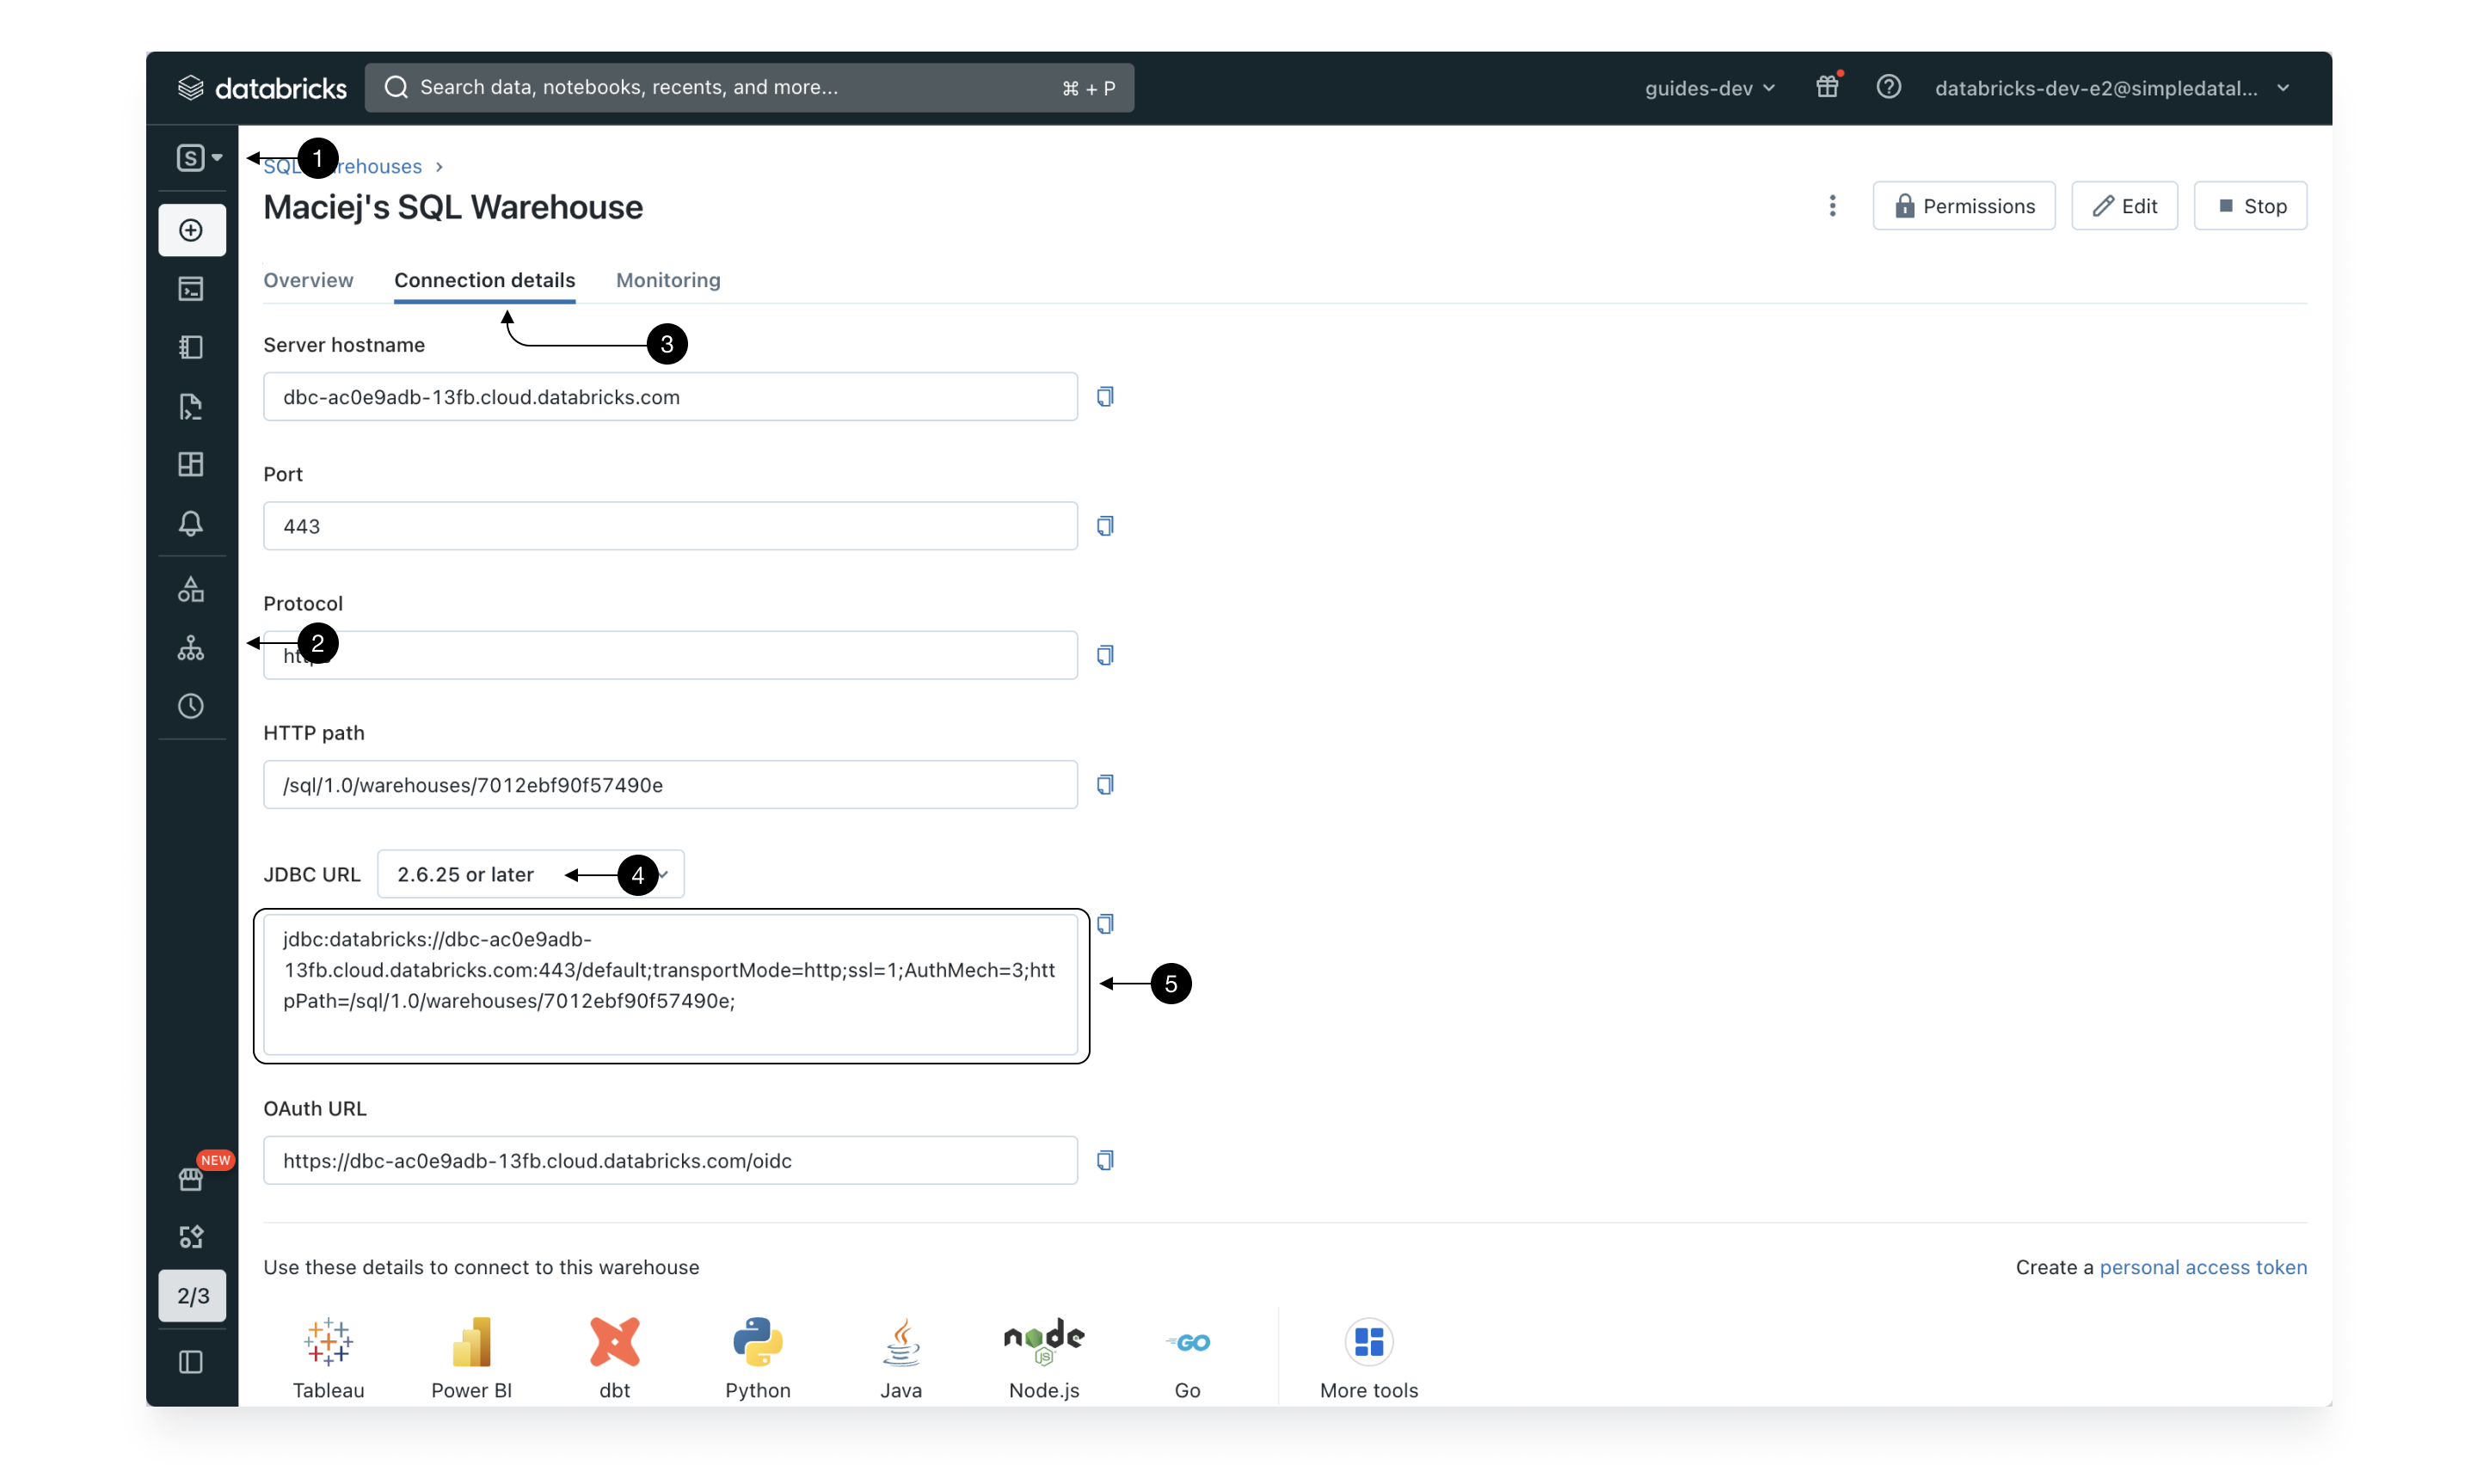 databricks
Search data, notebooks, recents, and more...
⌘ + P
guides-dev
databricks-dev-e2@simpledatal...
S
1
SQL rehouses >
Maciej's SQL Warehouse
Permissions
Edit
Stop
Overview
Connection details
Monitoring
3
Server hostname
dbc-ac0e9adb-13fb.cloud.databricks.com
Port
443
Protocol
2
HTTP path
/sql/1.0/warehouses/7012ebf90f57490e
JDBC URL
2.6.25 or later
4
jdbc:databricks://dbc-ac0e9adb-
13fb.cloud.databricks.com:443/default;transportMode=http;ssl=1;AuthMech=3;htt
pPath=/sql/1.0/warehouses/7012ebf90f57490e;
5
OAuth URL
https://dbc-ac0e9adb-13fb.cloud.databricks.com/oidc
NEW
2/3
Use these details to connect to this warehouse
Create a personal access token
node
JS
GO
Tableau
Power BI
dbt
Python
Java
Node.js
Go
More tools